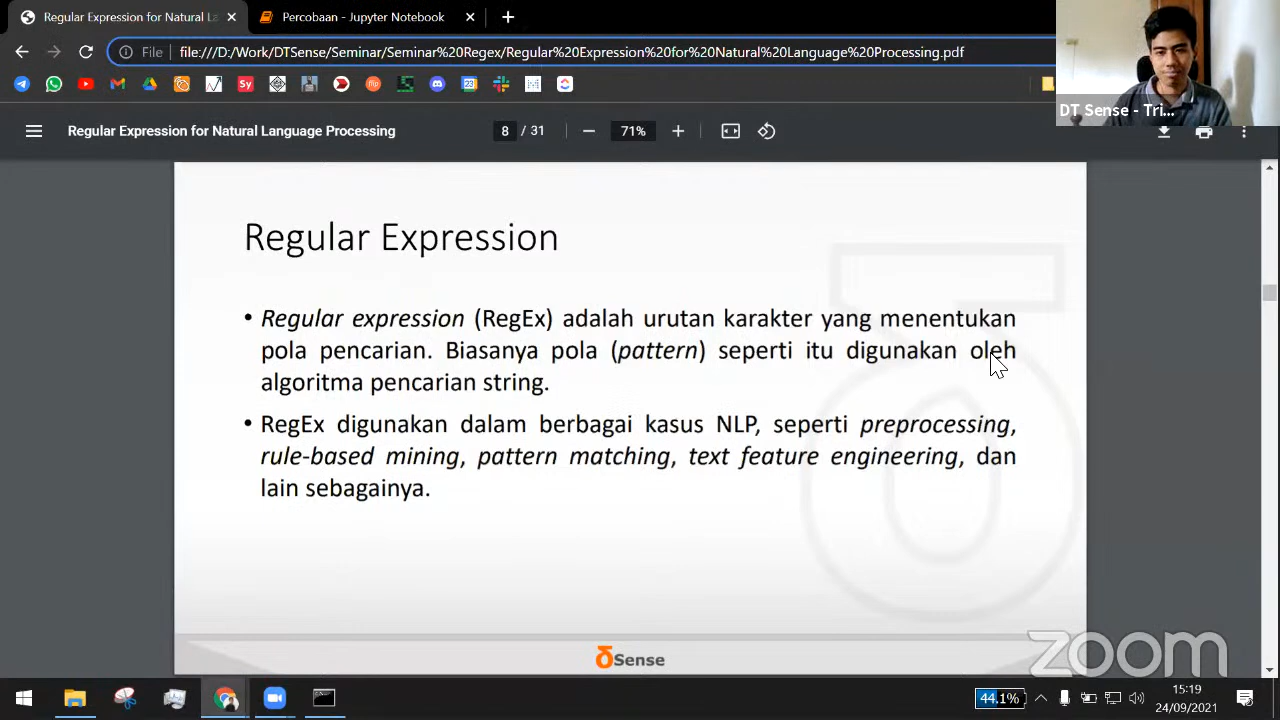 Regular Expression for Natural La
Percobaan - Jupyter Notebook
File
file:///D:/Work/DTSense/Seminar/Seminar%20Regex/Regular%20Expression%20for%20Natural%20Language%20Processing.pdf
DT Sense - Tri...
Regular Expression for Natural Language Processing
8 / 31
71%
Regular Expression
• Regular expression (RegEx) adalah urutan karakter yang menentukan
pola pencarian. Biasanya pola (pattern) seperti itu digunakan oleh
algoritma pencarian string.
• RegEx digunakan dalam berbagai kasus NLP, seperti preprocessing,
rule-based mining, pattern matching, text feature engineering, dan
lain sebagainya.
Sense
zoom
44.1%
15:19
24/09/2021